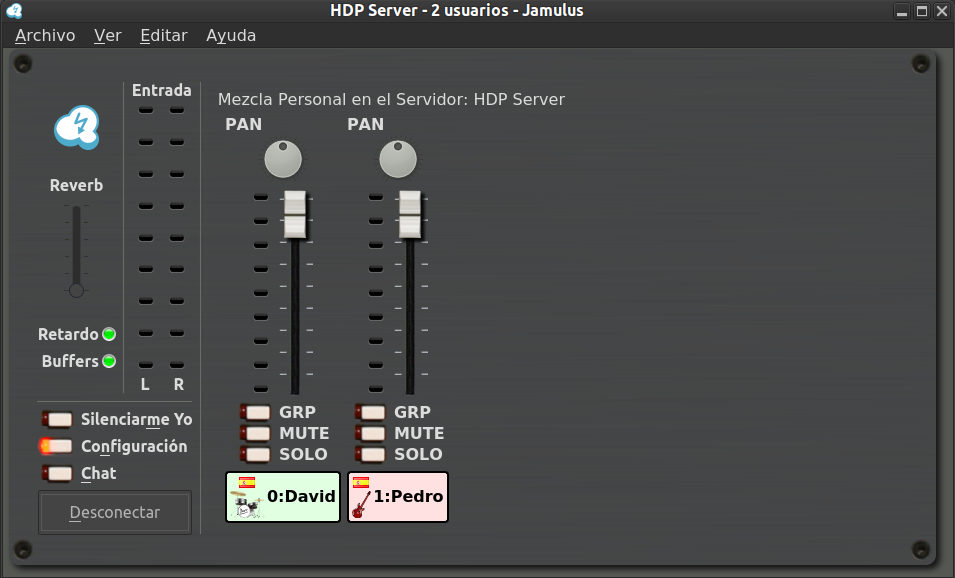 HDP Server - 2 usuarios - Jamulus
Archivo Ver Editar Ayuda
Entrada
Mezcla Personal en el Servidor: HDP Server
PAN PAN
Reverb
Retardo
Buffers
L R
Silenciarme Yo
Configuración
Chat
Desconectar
GRP GRP
MUTE MUTE
SOLO SOLO
0:David 1:Pedro